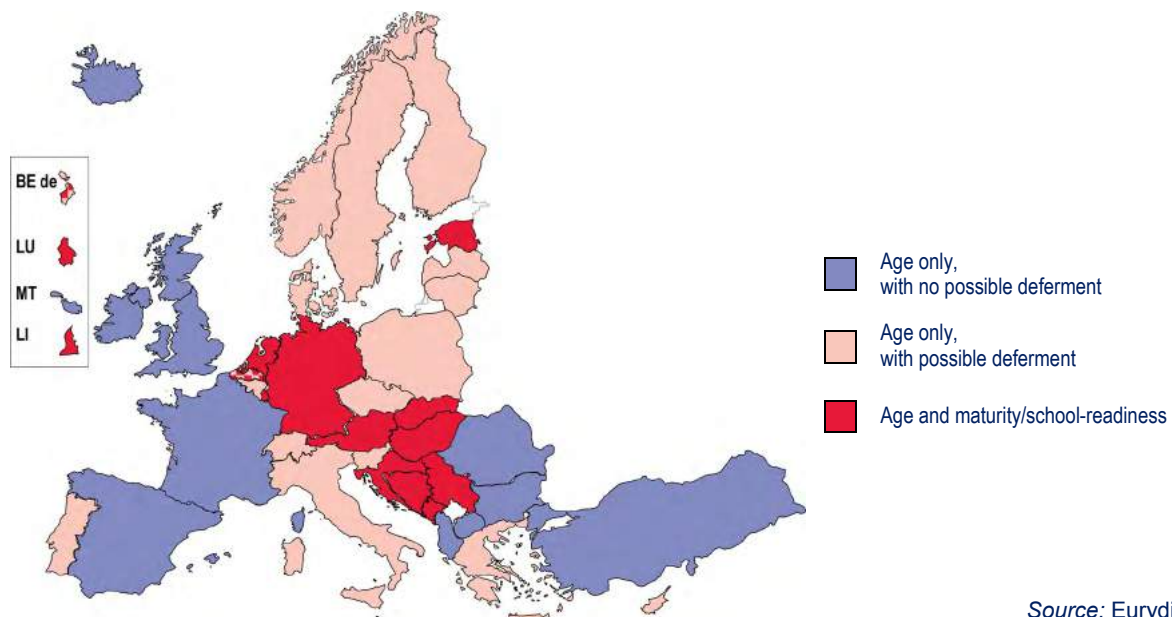 BE de
LU
MT
LI
Age only,
with no possible deferment
Age only,
with possible deferment
Age and maturity/school-readiness
Source: Eurydi